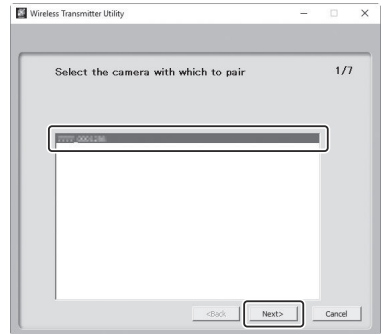 Wireless Transmitter Utility
Select the camera with which to pair 1/7
<Back Next> Cancel